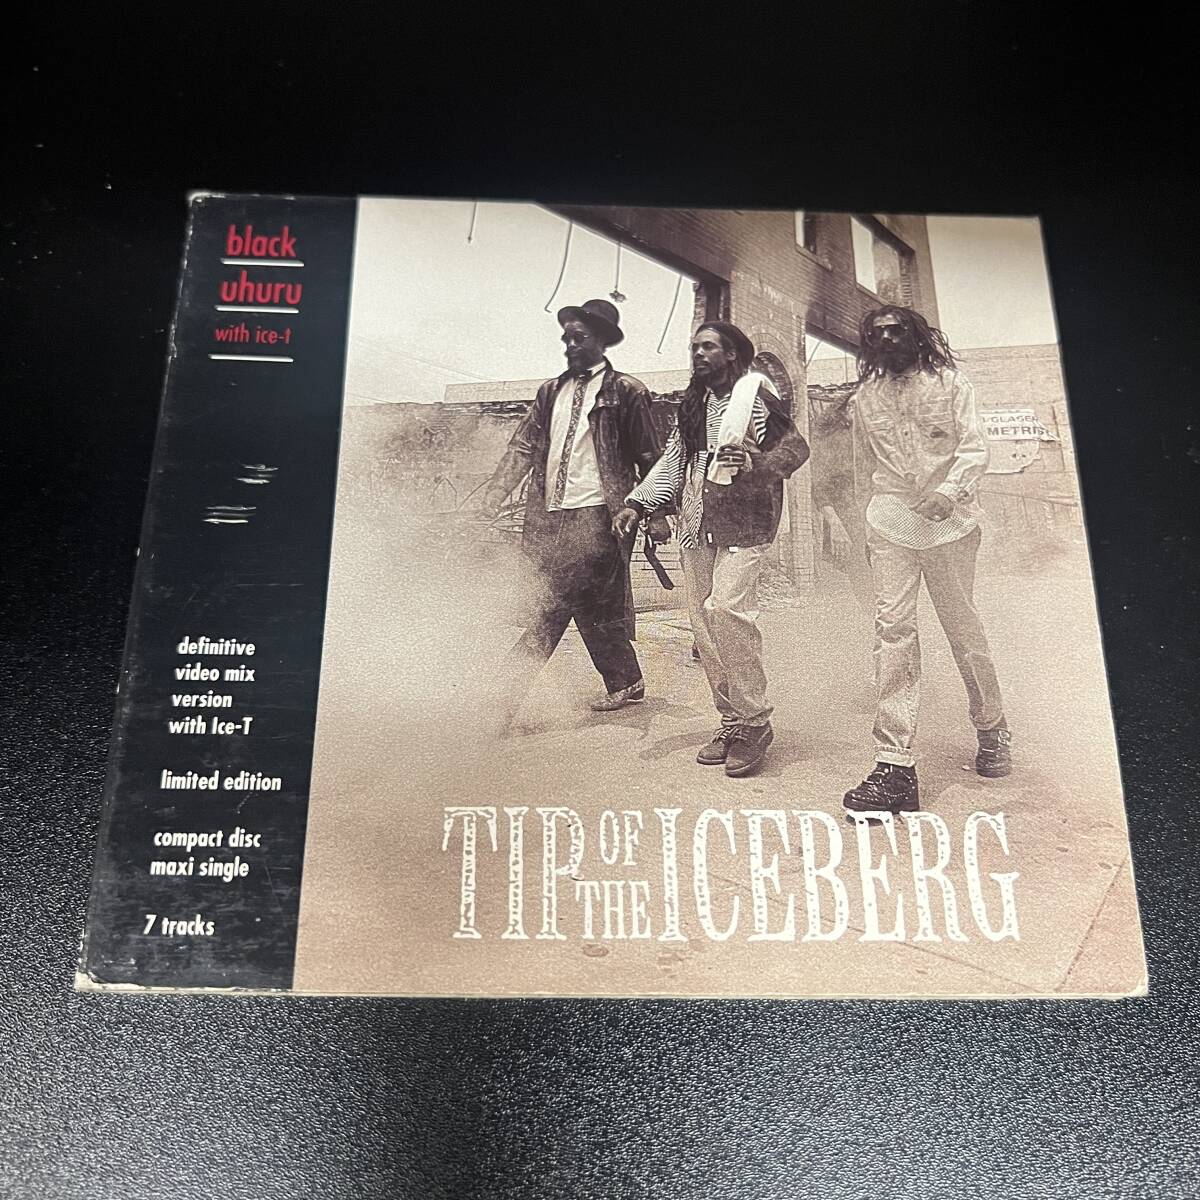 black
uhuru
with ice-t
definitive
video mix
version
with Ice-T
limited edition
compact disc
maxi single
7 tracks
METRI
TIP OF THE ICEBERG